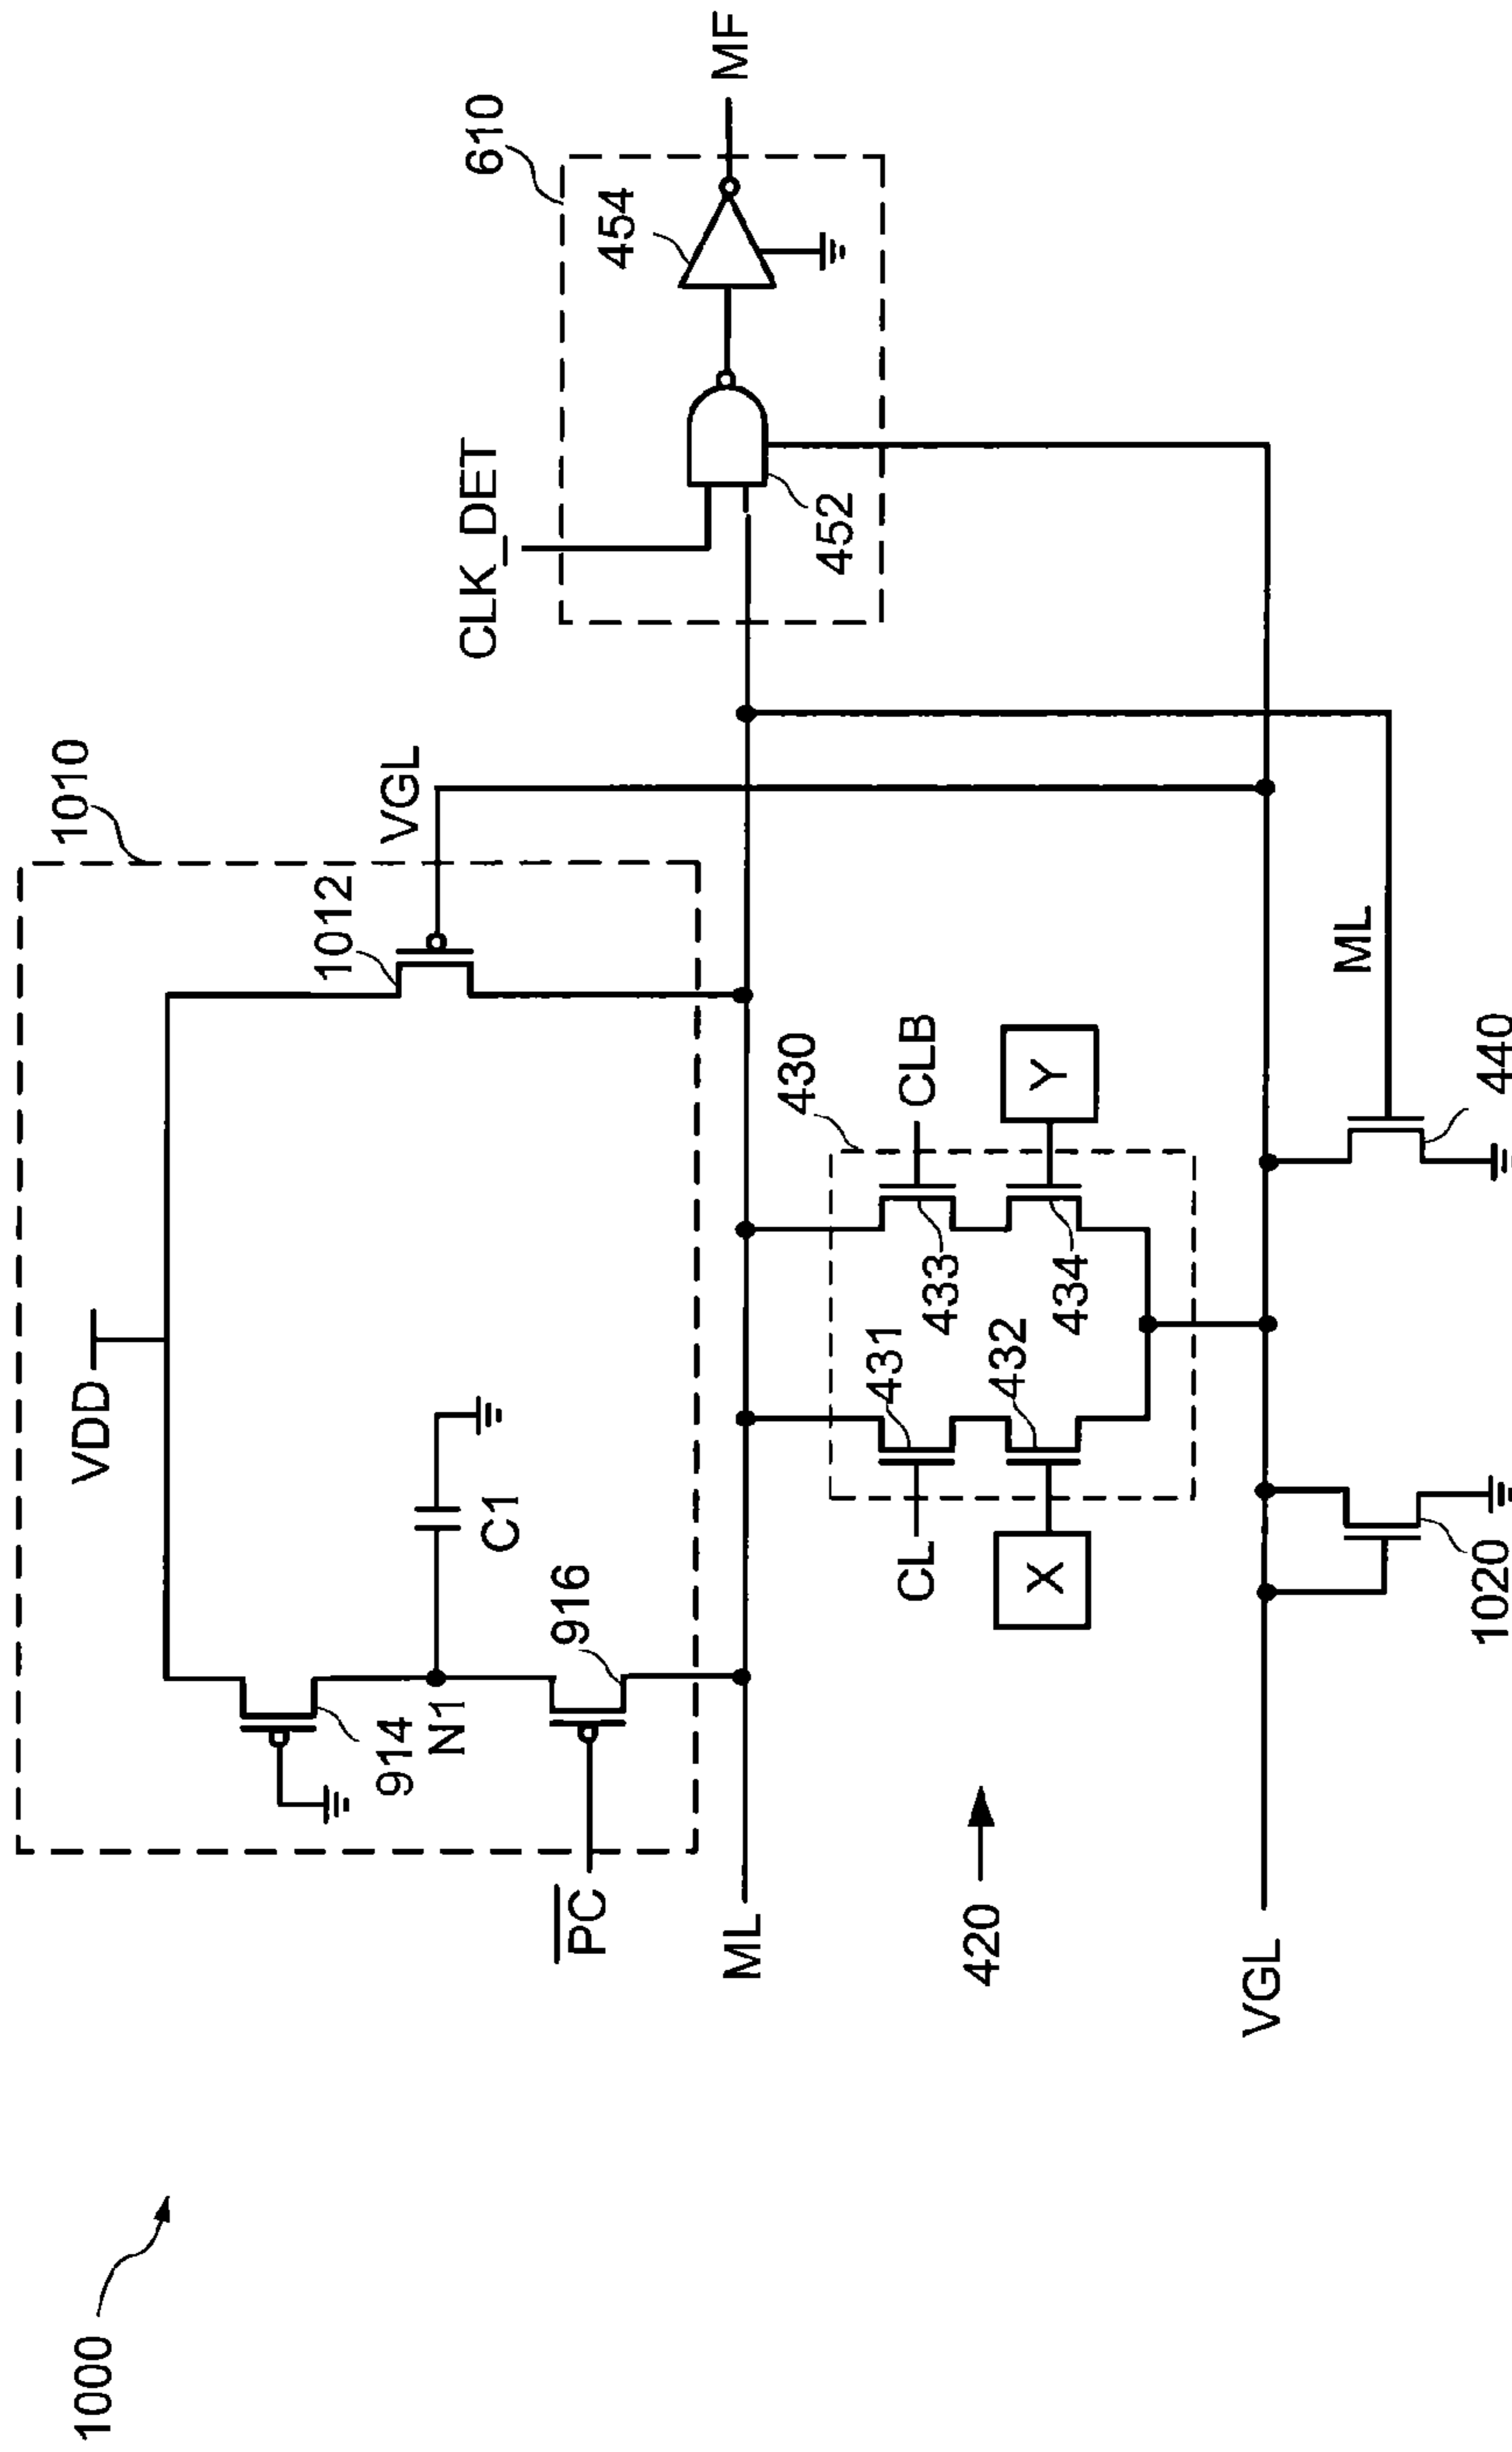 1000
1010
VDD
914
N1
C1
916
1012
VGL
PC
ML
CLK_DET
610
454
452
MF
420
430
CL
431
X
432
433
CLB
434
Y
VGL
1020
440
ML